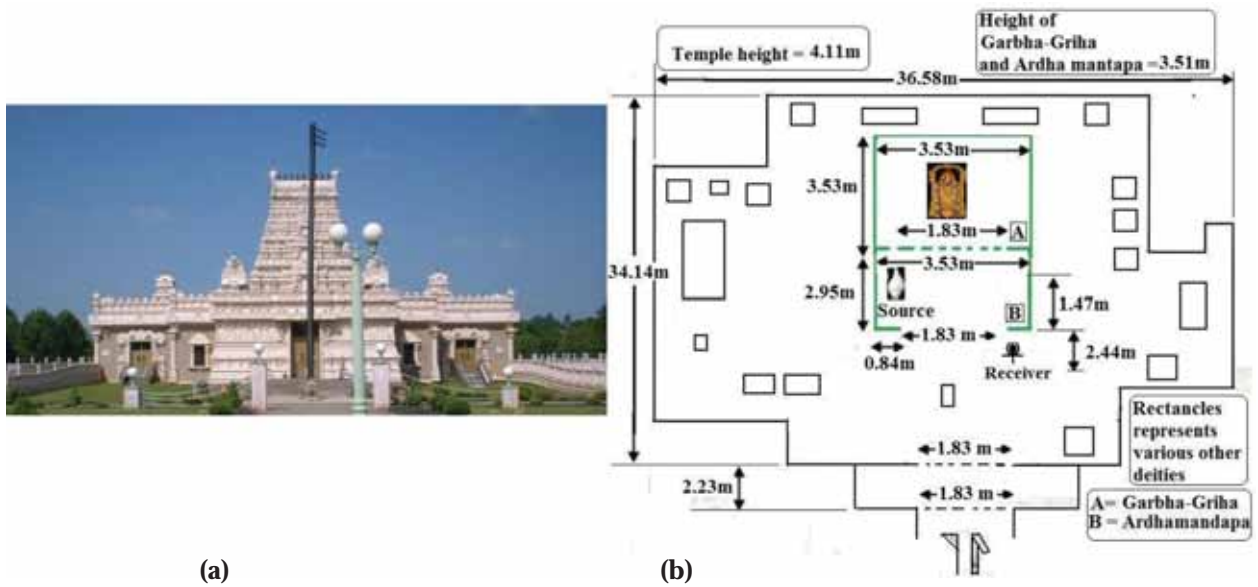 Temple height = 4.11m
Height of
Garbha-Griha
and Ardha mantapa =3.51m
36.58m
3.53m
3.53m
1.83m
A
34.14m
3.53m
2.95m
Source
B
1.47m
1.83m
0.84m
Receiver
2.44m
Rectancles
represents
various other
deities
1.83 m
2.23m
1.83 m
A= Garbha-Griha
B = Ardhamandapa
(a)
(b)